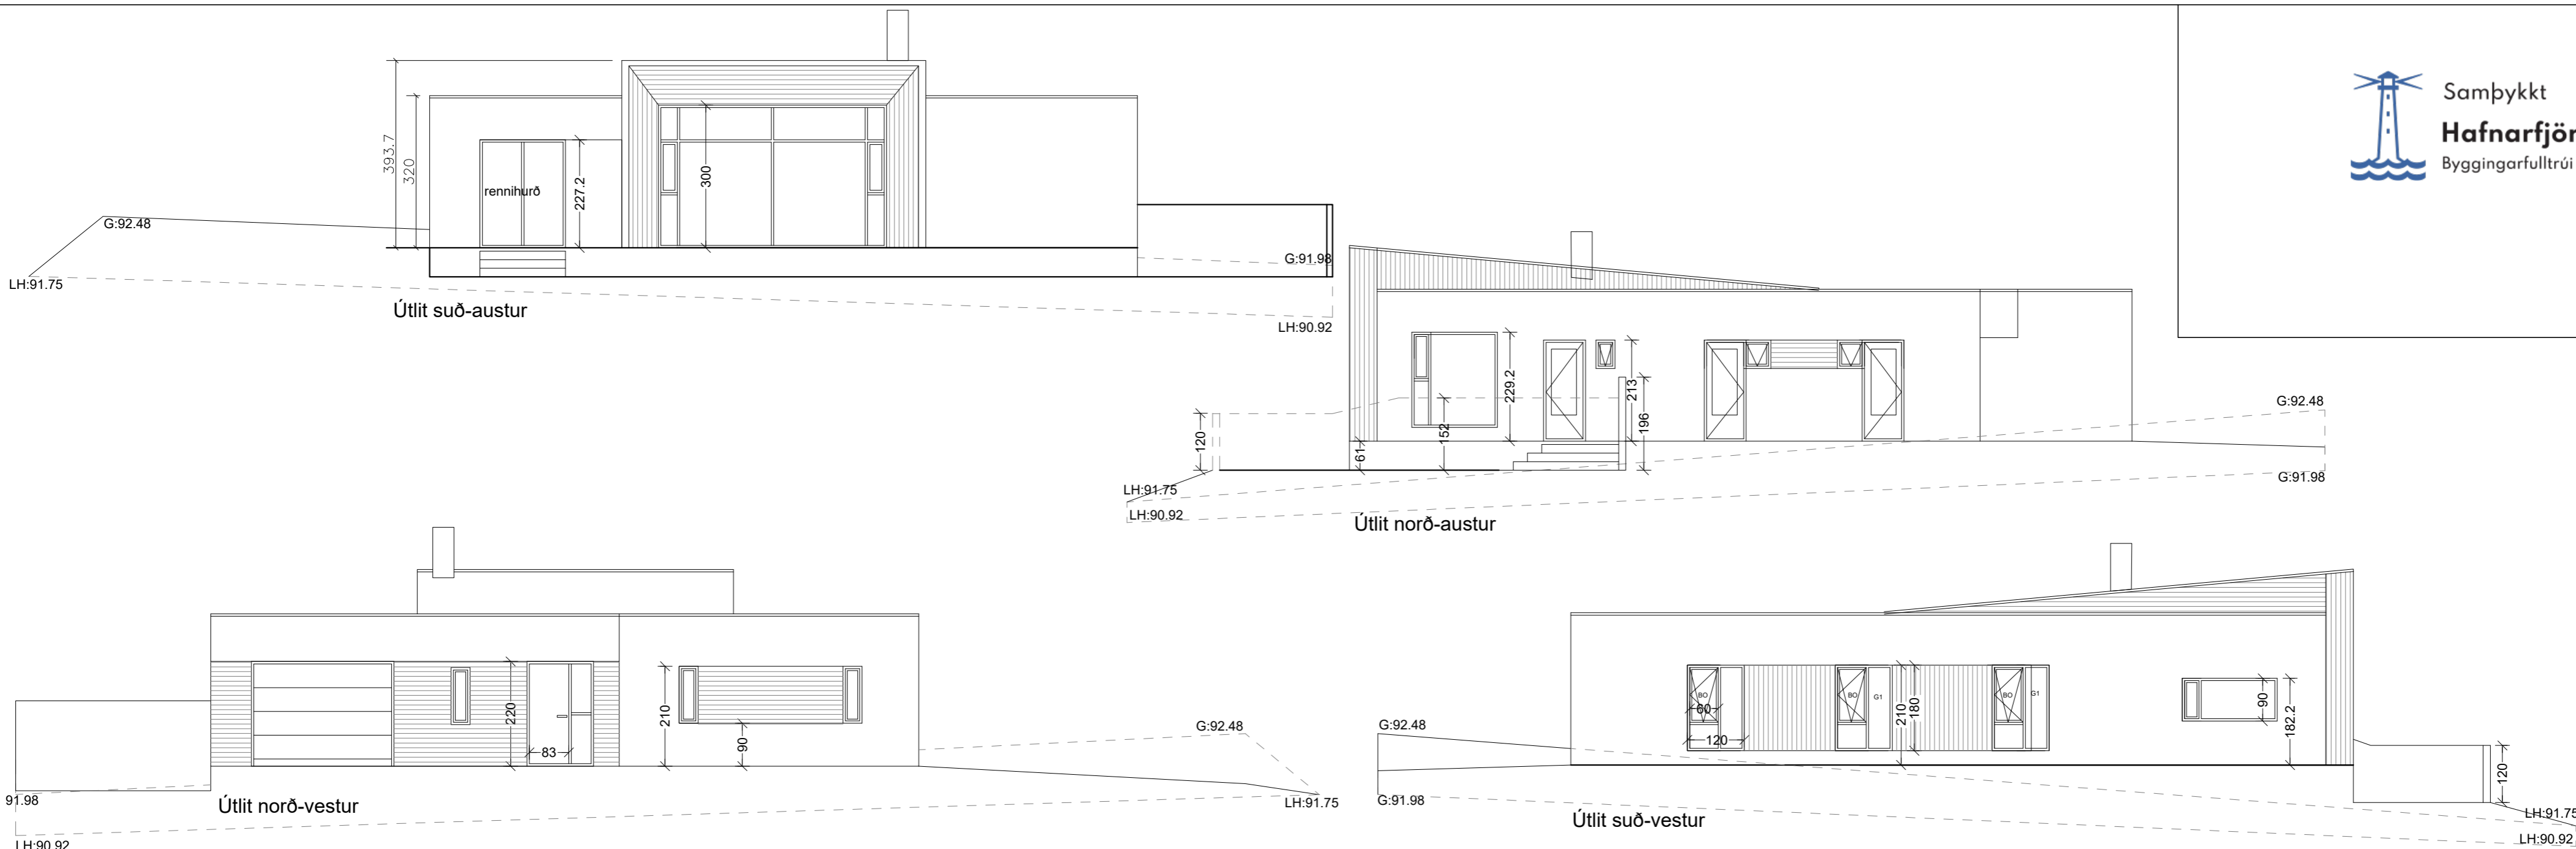 393.7
320
rennihurð
227.2
300
G:92.48
LH:91.75
G:91.98
LH:90.92
Útlit suð-austur
Samþykkt
Hafnarfjör
Byggingarfulltrúi
120
61
152
229.2
213
196
G:92.48
G:91.98
LH:91.75
LH:90.92
Útlit norð-austur
220
83
210
90
G:92.48
LH:91.75
91.98
LH:90.92
Útlit norð-vestur
BO
60
120
BO
G1
210
180
BO
G1
90
182.2
120
G:92.48
G:91.98
LH:91.75
LH:90.92
Útlit suð-vestur